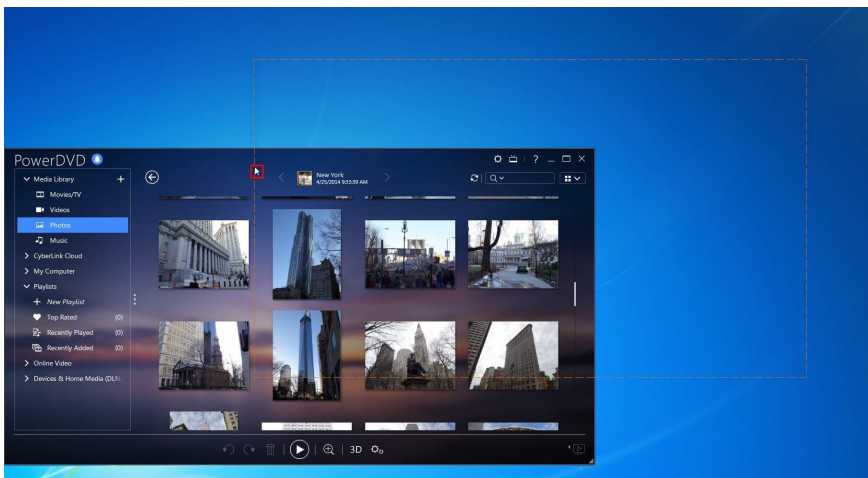 PowerDVD
? _ X
Media Library +
New York
4/25/2014 9:33:59 AM
Movies/TV
Videos
Photos
Music
CyberLink Cloud
My Computer
Playlists
+ New Playlist
Top Rated (0)
Recently Played (0)
Recently Added (0)
Online Video
Devices & Home Media (DLN
3D